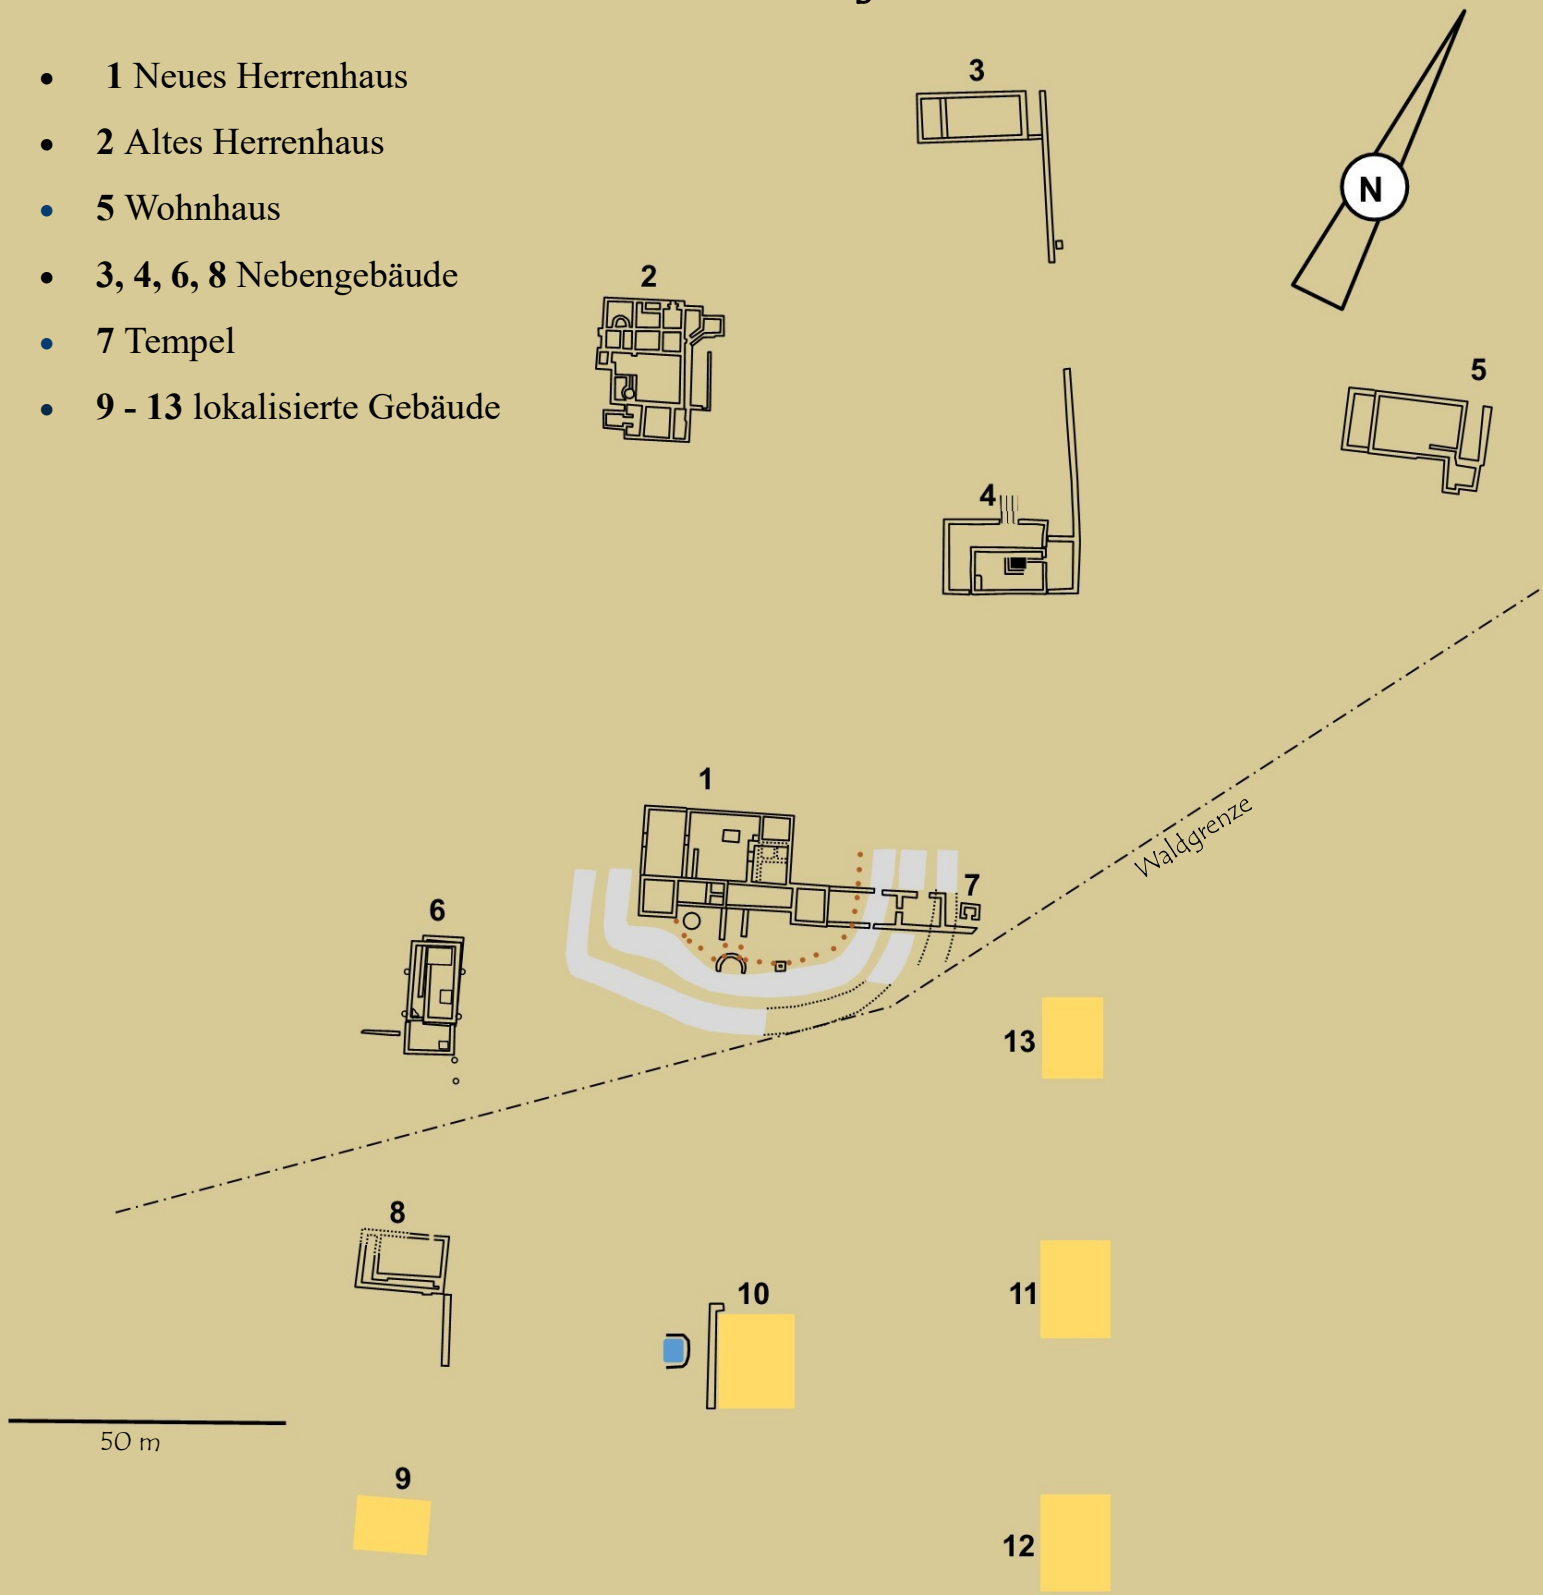 1 Neues Herrenhaus
2 Altes Herrenhaus
5 Wohnhaus
3, 4, 6, 8 Nebengebäude
7 Tempel
9 - 13 lokalisierte Gebäude
3
N
2
5
4
Waldgrenze
1
7
6
13
8
10
11
50 m
9
12